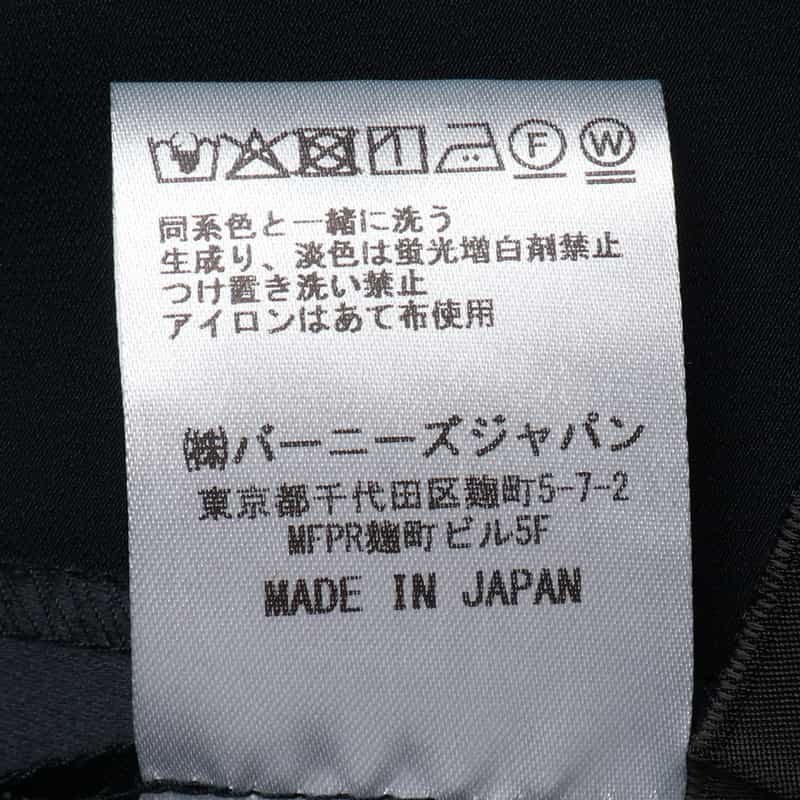 F W
同系色と一緒に洗う
生成り、淡色は蛍光増白剤禁止
つけ置き洗い禁止
アイロンはあて布使用
㈱バーニーズジャパン
東京都千代田区麹町5-7-2
MFPR麹町ビル5F
MADE IN JAPAN